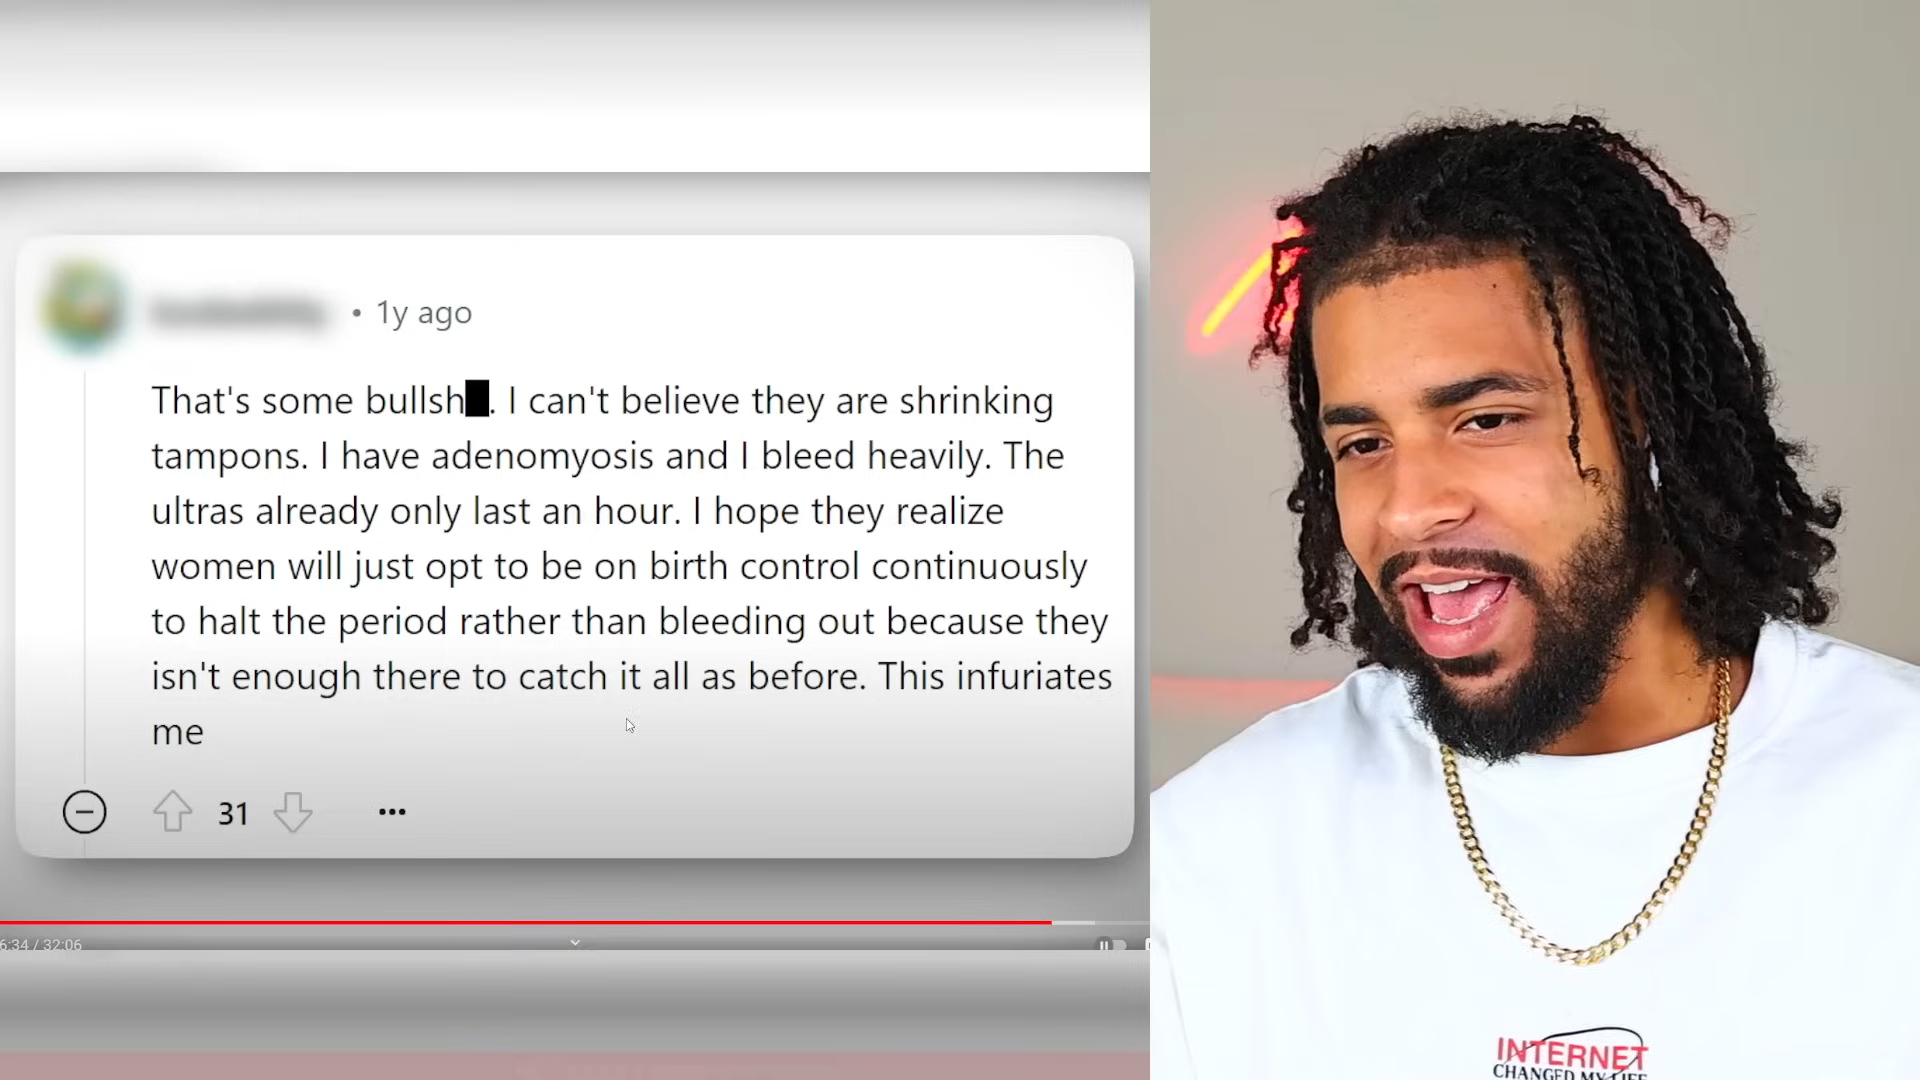 • 1y ago
That's some bullsh. I can't believe they are shrinking
tampons. I have adenomyosis and I bleed heavily. The
ultras already only last an hour. I hope they realize
women will just opt to be on birth control continuously
to halt the period rather than bleeding out because they
isn't enough there to catch it all as before. This infuriates
me
31
6:34 / 32:06
INTERNET
CHANGED MY LIFE